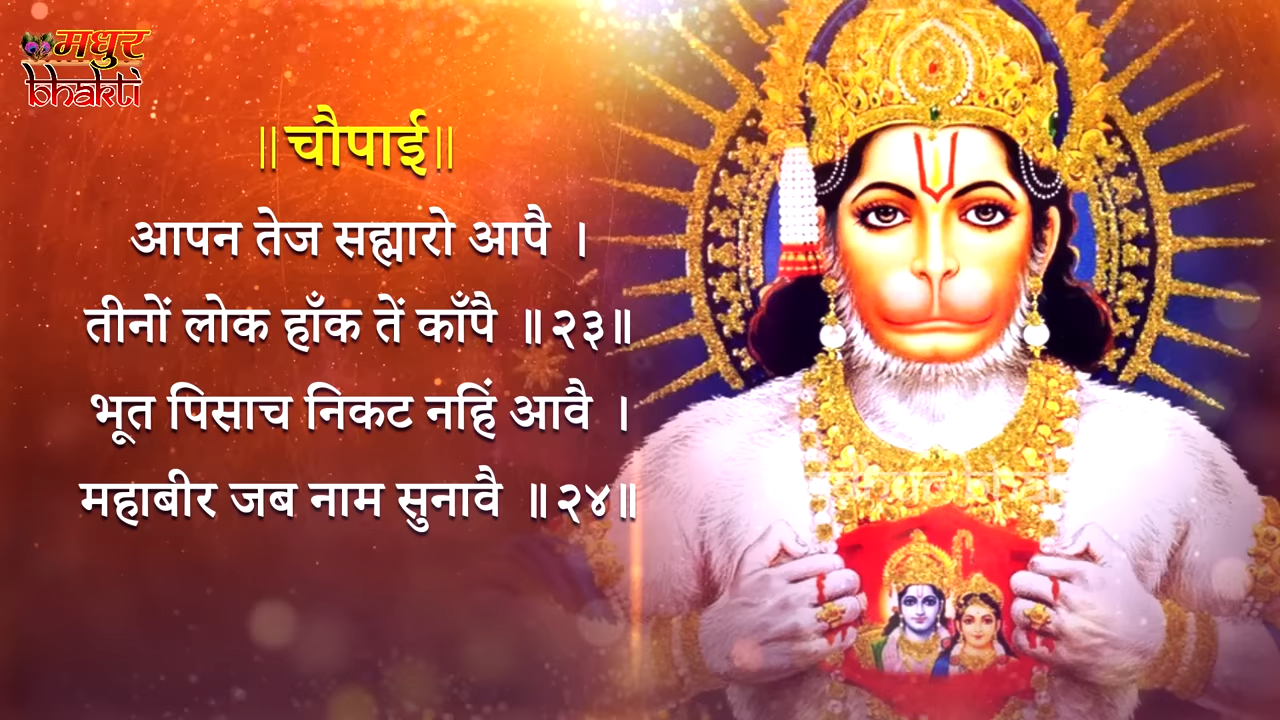 मधुर
bhakti
॥चौपाई॥
आपन तेज सह्मारो आपै ।
तीनों लोक हाँक तें काँपै ॥२३॥
भूत पिसाच निकट नहिं आवै ।
महाबीर जब नाम सुनावै ॥२४॥